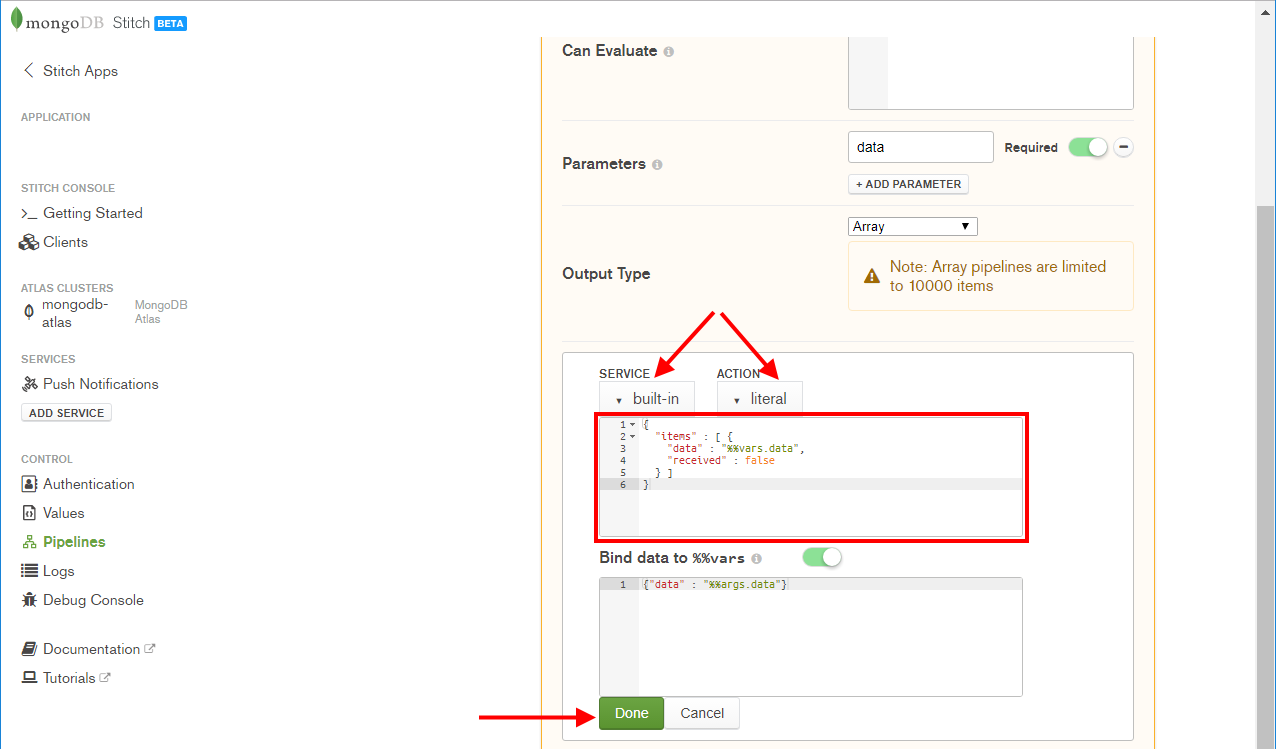 mongoDB Stitch BETA
Stitch Apps
APPLICATION
STITCH CONSOLE
>_ Getting Started
Clients
ATLAS CLUSTERS
mongodb-
atlas
MongoDB
Atlas
SERVICES
Push Notifications
ADD SERVICE
CONTROL
Authentication
Values
Pipelines
Logs
Debug Console
Documentation
Tutorials
Can Evaluate
Parameters
data
Required
+ ADD PARAMETER
Output Type
Array
Note: Array pipelines are limited
to 10000 items
SERVICE ACTION
built-in literal
1 {
2 "items" : [ {
3 "data" : "%%vars.data",
4 "received" : false
5 } ]
6 }
Bind data to %%vars
1 {"data" : "%%args.data"}
Done Cancel